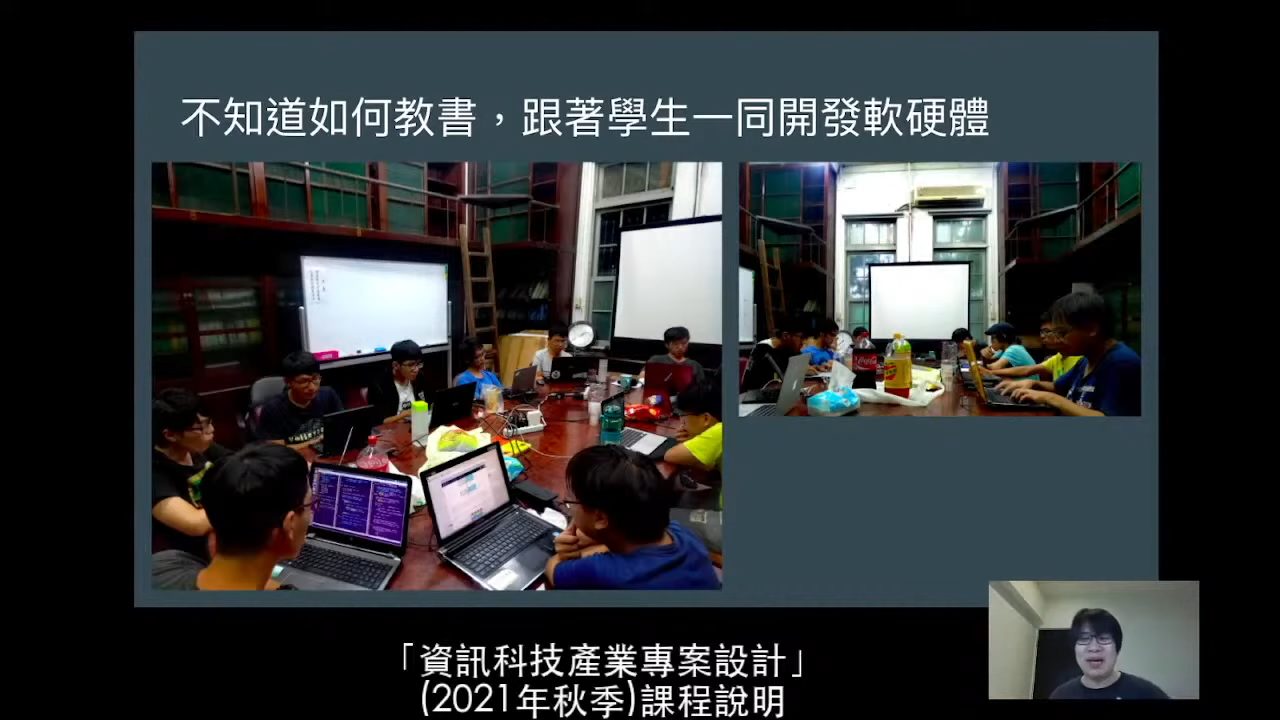 不知道如何教書，跟著學生一同開發軟硬體
「資訊科技產業專案設計」
(2021年秋季)課程說明